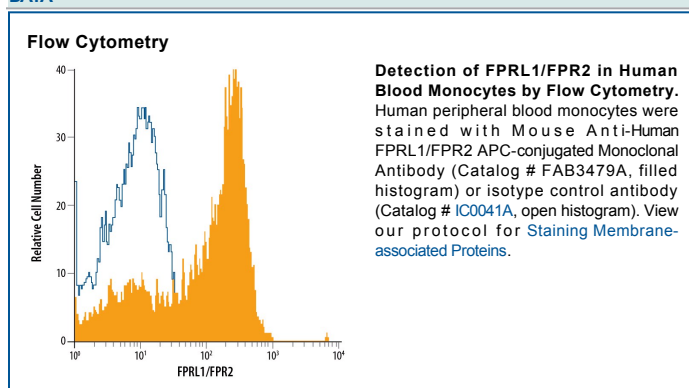 DATA
Flow Cytometry
40
30
20
10
0
Relative Cell Number
10⁰ 10¹ 10² 10³ 10⁴
FPRL1/FPR2
Detection of FPRL1/FPR2 in Human
Blood Monocytes by Flow Cytometry.
Human peripheral blood monocytes were
stained with Mouse Anti-Human
FPRL1/FPR2 APC-conjugated Monoclonal
Antibody (Catalog # FAB3479A, filled
histogram) or isotype control antibody
(Catalog # IC0041A, open histogram). View
our protocol for Staining Membrane-
associated Proteins.